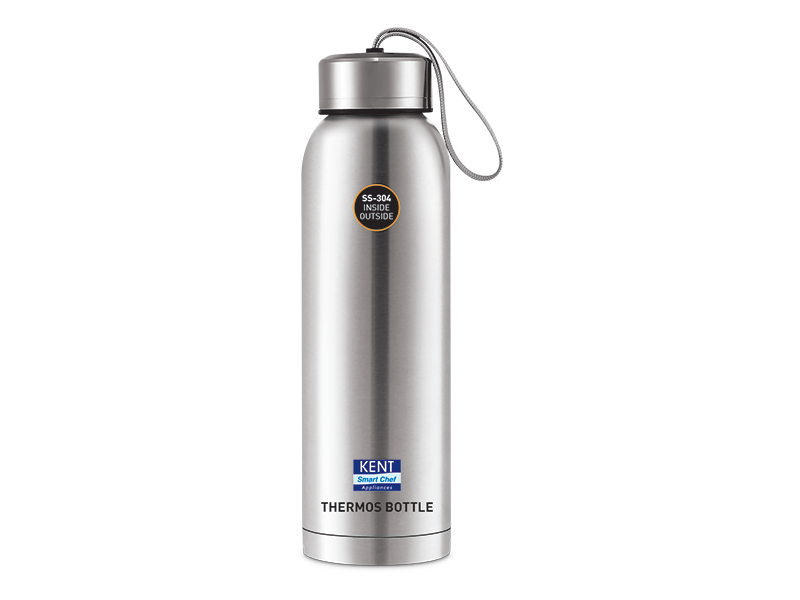 SS-304
INSIDE
OUTSIDE
KENT
Smart Chef
Appliances
THERMOS BOTTLE